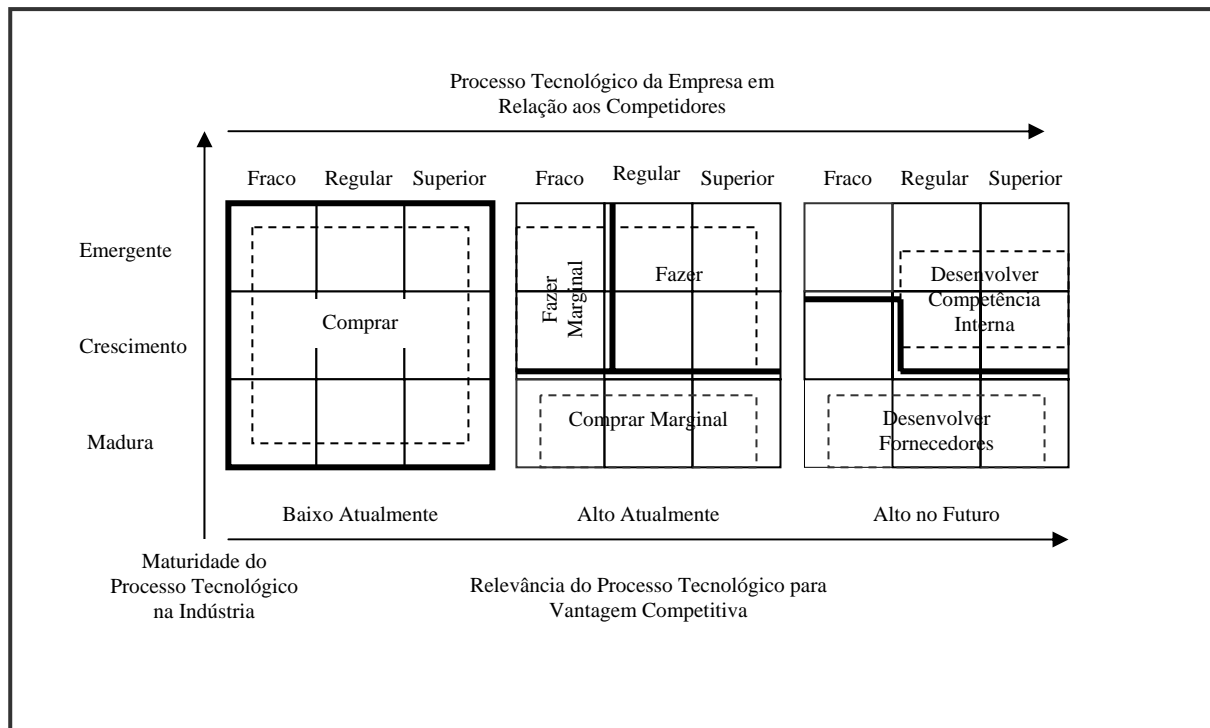 Processo Tecnológico da Empresa em
Relação aos Competidores
Fraco Regular Superior Fraco Regular Superior Fraco Regular Superior
Emergente
Crescimento
Madura
Comprar
Fazer
Marginal
Fazer
Comprar Marginal
Desenvolver
Competência
Interna
Desenvolver
Fornecedores
Baixo Atualmente Alto Atualmente Alto no Futuro
Maturidade do
Processo Tecnológico
na Indústria
Relevância do Processo Tecnológico para
Vantagem Competitiva